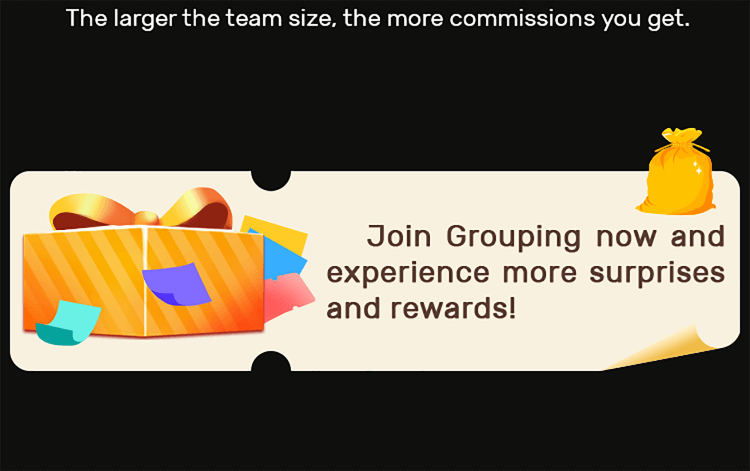 The larger the team size, the more commissions you get.
Join Grouping now and
experience more surprises
and rewards!